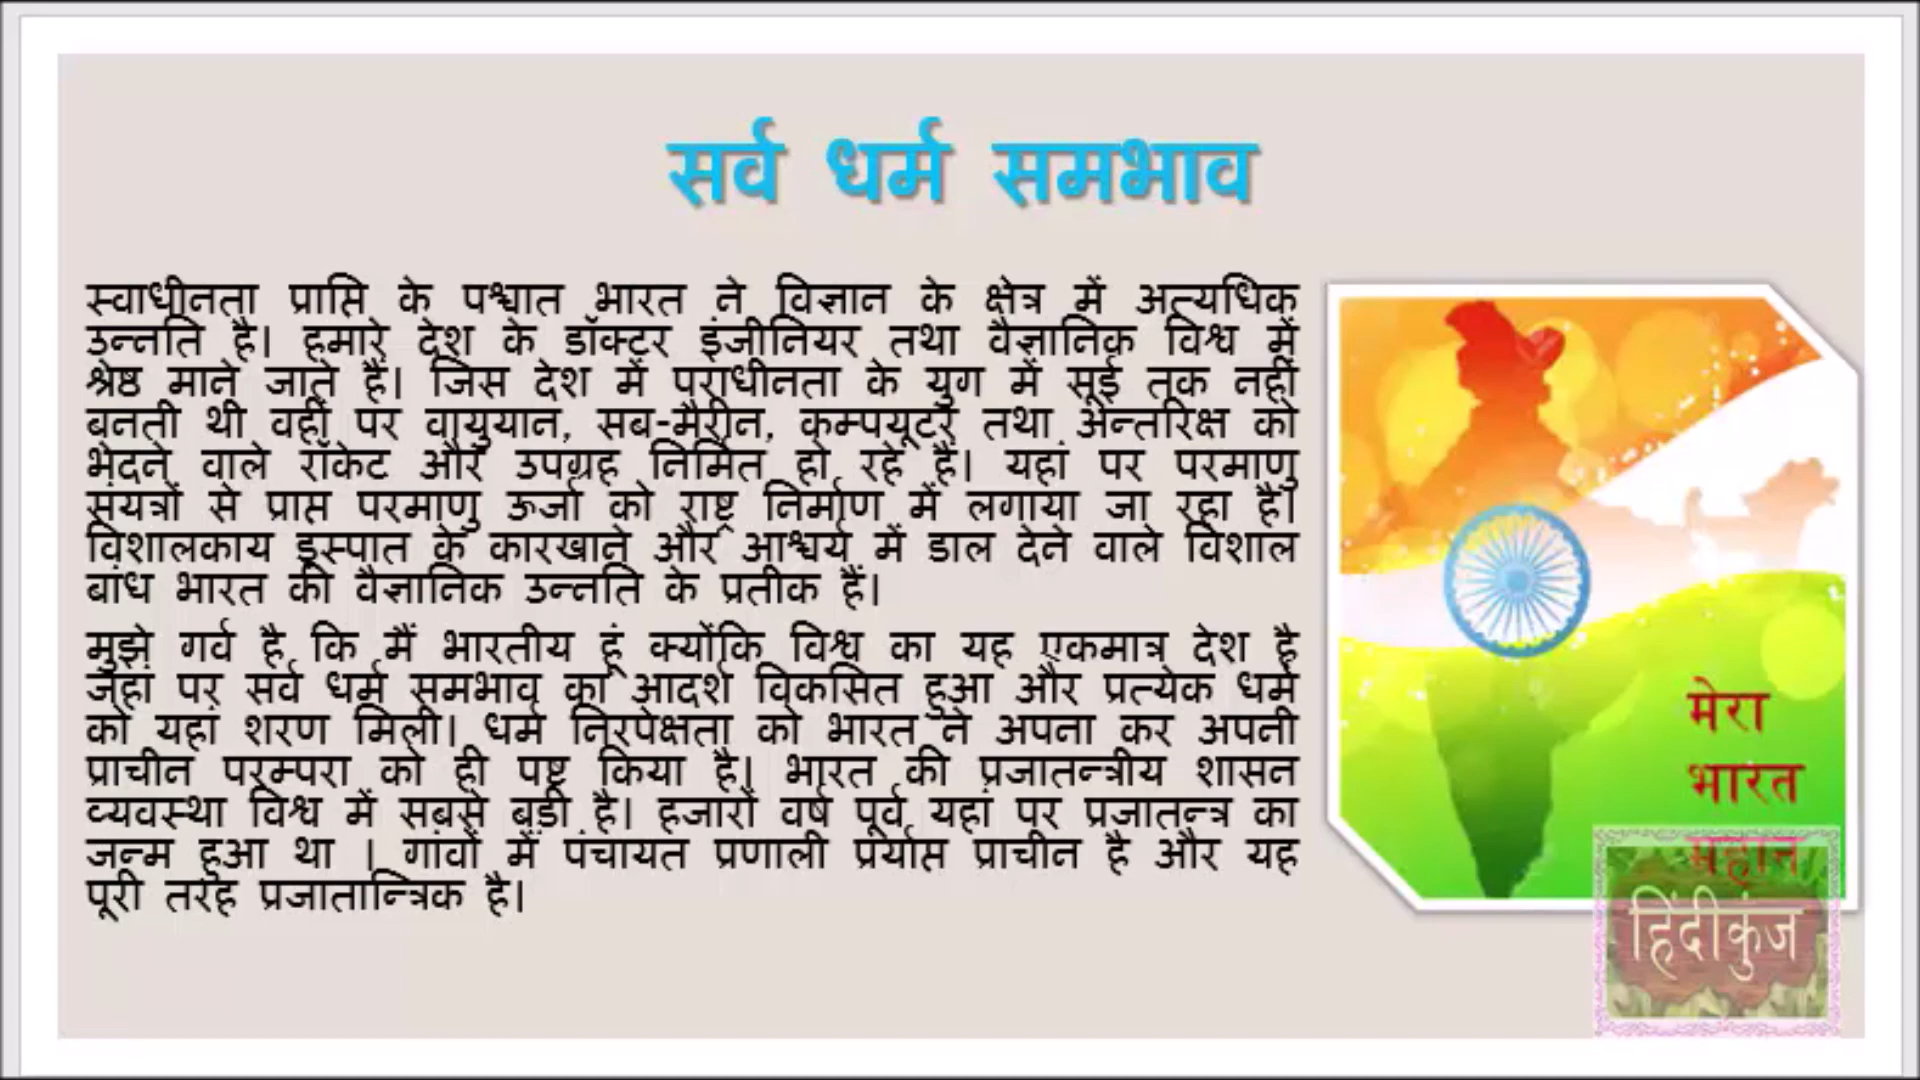 सर्व धर्म समभाव
स्वाधीनता प्राप्ति के पश्चात भारत ने विज्ञान के क्षेत्र में अत्यधिक
उन्नति है। हमारे देश के डॉक्टर इंजीनियर तथा वैज्ञानिक विश्व में
श्रेष्ठ माने जाते हैं। जिस देश में पराधीनता के युग में सूई तक नहीं
बनती थी वहीं पर वायुयान, सब-मैरीन, कम्पयूटर तथा अन्तरिक्ष को
भेदने वाले रॉकेट और उपग्रह निर्मित हो रहे हैं। यहां पर परमाणु
संयत्रों से प्राप्त परमाणु ऊर्जा को राष्ट्र निर्माण में लगाया जा रहा है।
विशालकाय इस्पात के कारखाने और आश्चर्य में डाल देने वाले विशाल
बांध भारत की वैज्ञानिक उन्नति के प्रतीक हैं।
मुझे गर्व है कि मैं भारतीय हूं क्योंकि विश्व का यह एकमात्र देश है
जहां पर सर्व धर्म समभाव का आदर्श विकसित हुआ और प्रत्येक धर्म
को यहां शरण मिली। धर्म निरपेक्षता को भारत ने अपना कर अपनी
प्राचीन परम्परा को ही पष्ट किया है। भारत की प्रजातन्त्रीय शासन
व्यवस्था विश्व में सबसे बड़ी है। हजारों वर्ष पूर्व यहां पर प्रजातन्त्र का
जन्म हुआ था । गांवों में पंचायत प्रणाली प्रर्याप्त प्राचीन है और यह
पूरी तरह प्रजातान्त्रिक है।
मेरा
भारत
महान
हिंदीकुंज